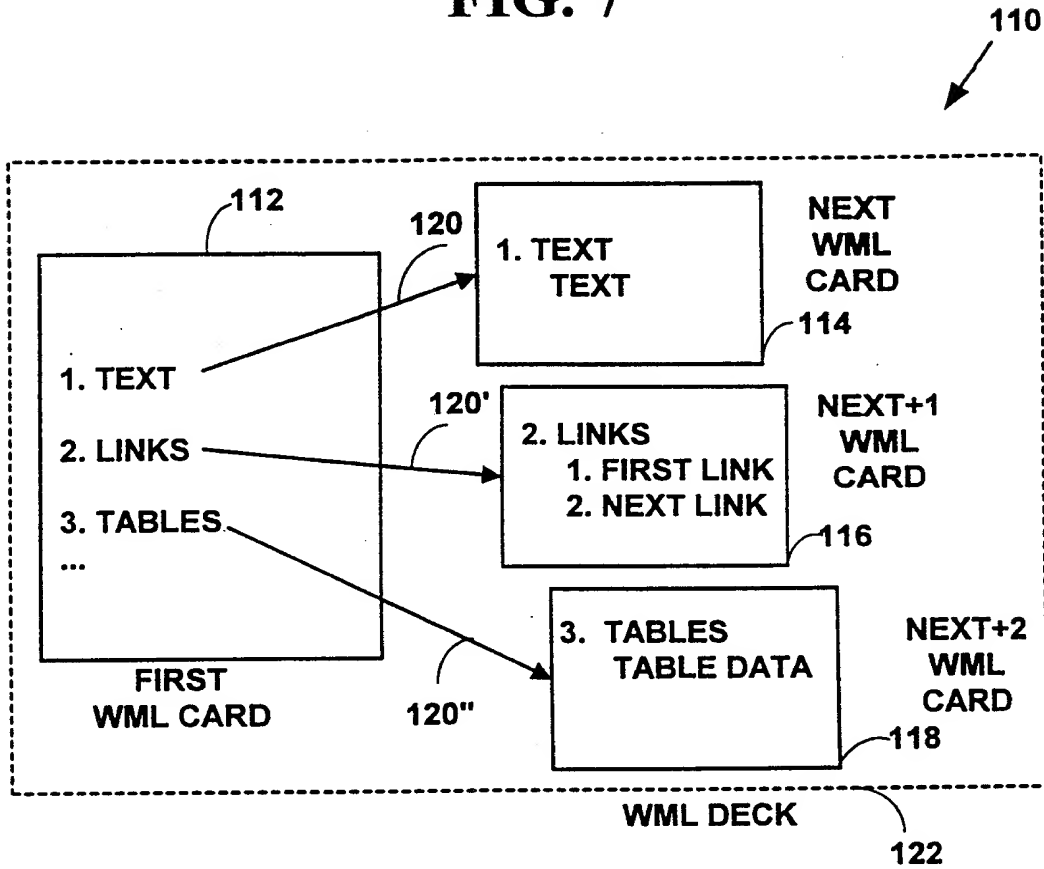 FIG. 7
110
112
120
1. TEXT
TEXT
NEXT
WML
CARD
114
1. TEXT
2. LINKS
3. TABLES
...
FIRST
WML CARD
120'
2. LINKS
1. FIRST LINK
2. NEXT LINK
NEXT+1
WML
CARD
116
120"
3. TABLES
TABLE DATA
NEXT+2
WML
CARD
118
WML DECK
122